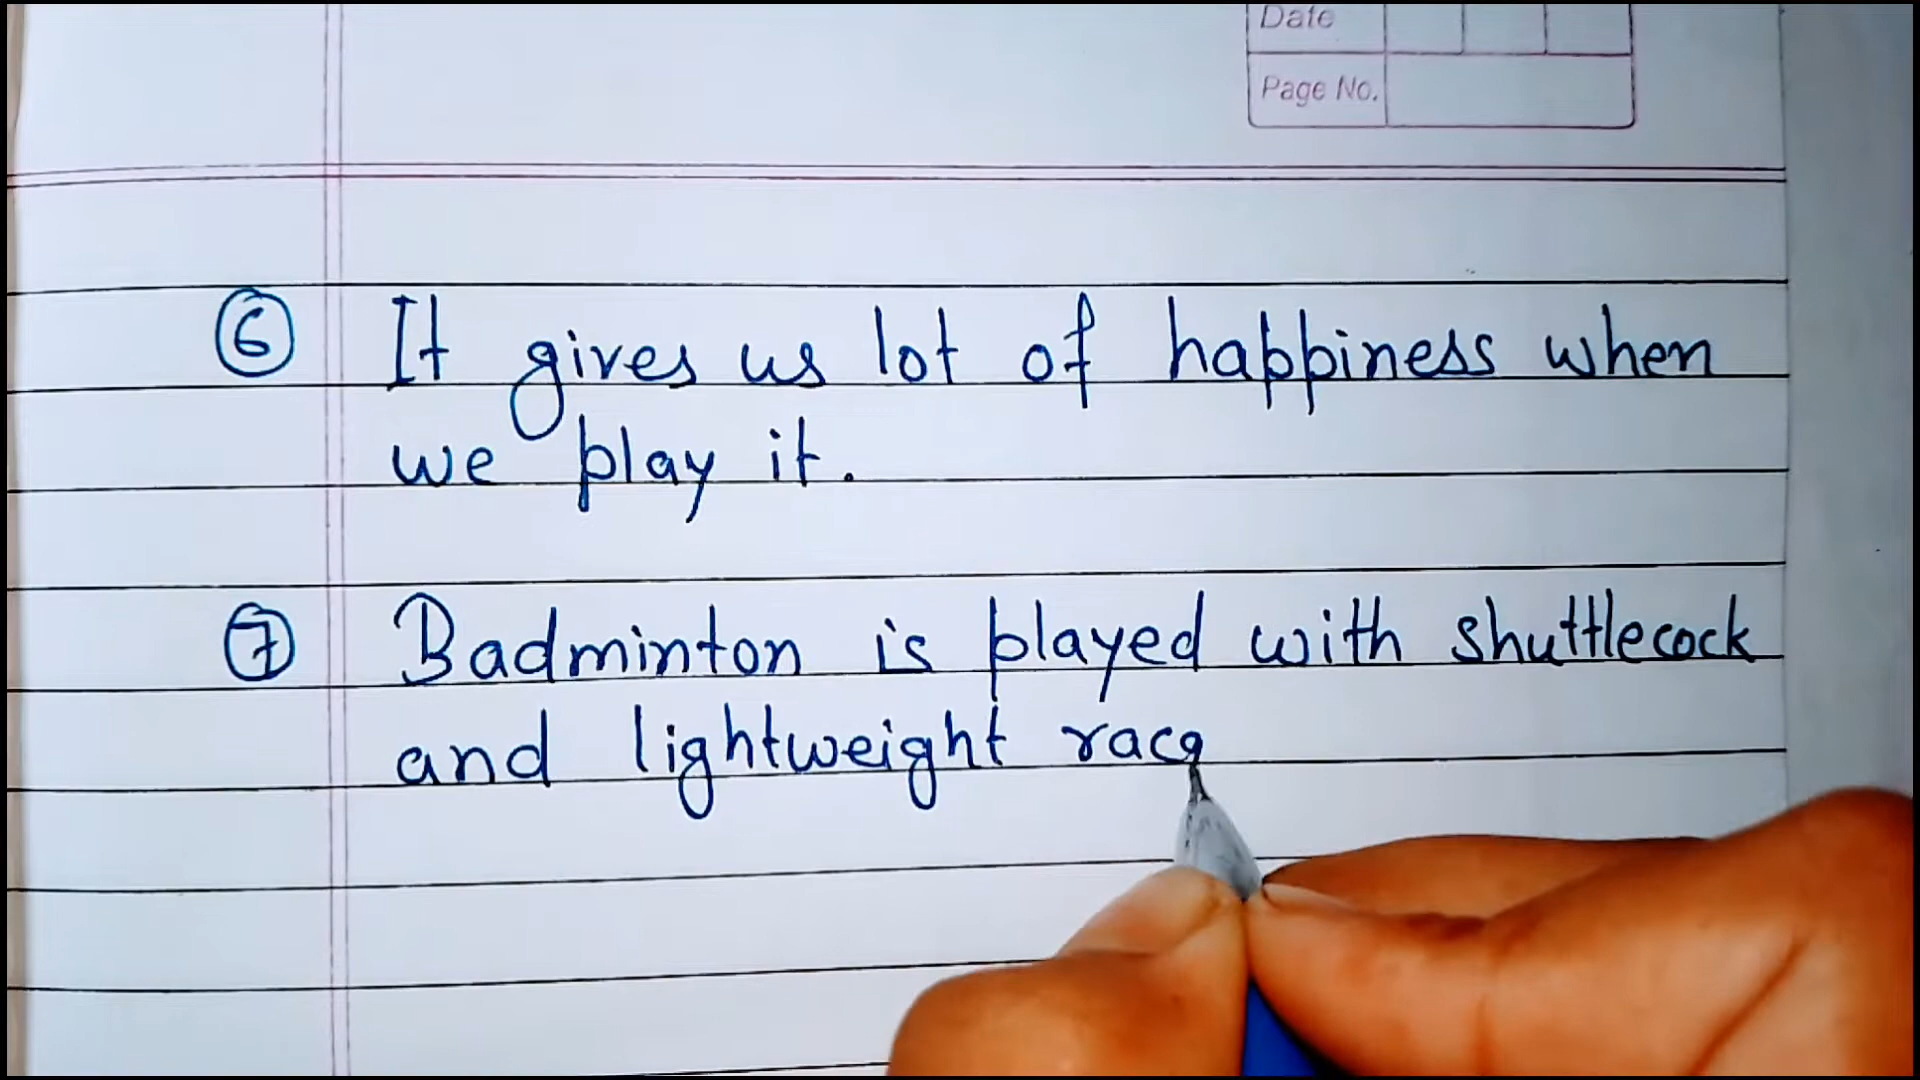 Date
Page No.
6 It gives us lot of happiness when
we play it.
7 Badminton is played with shuttlecock
and lightweight racq